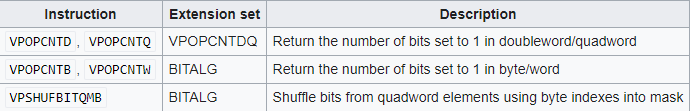 Instruction Extension set Description
VPOPCNTD , VPOPCNTQ VPOPCNTDQ Return the number of bits set to 1 in doubleword/quadword
VPOPCNTB , VPOPCNTW BITALG Return the number of bits set to 1 in byte/word
VPSHUFBITQMB BITALG Shuffle bits from quadword elements using byte indexes into mask